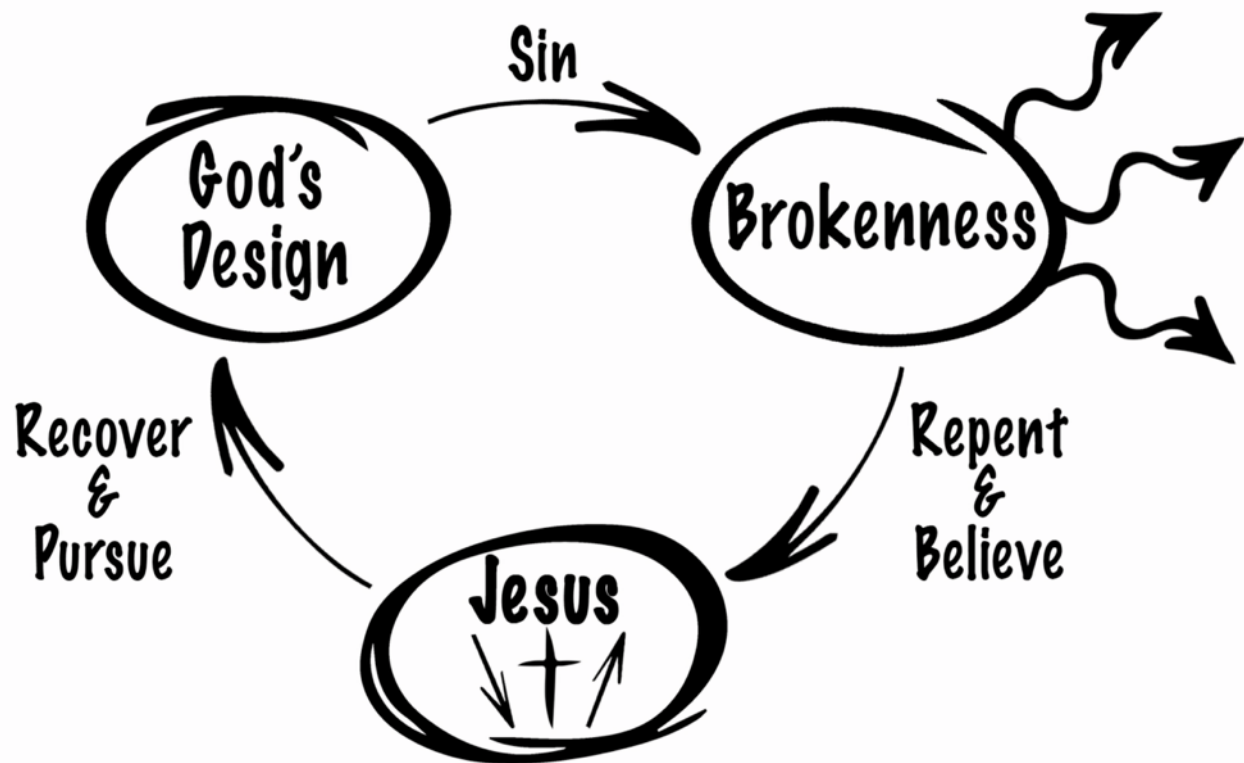 Sin
God's
Design
Brokenness
Repent
&
Believe
Jesus
Recover
&
Pursue